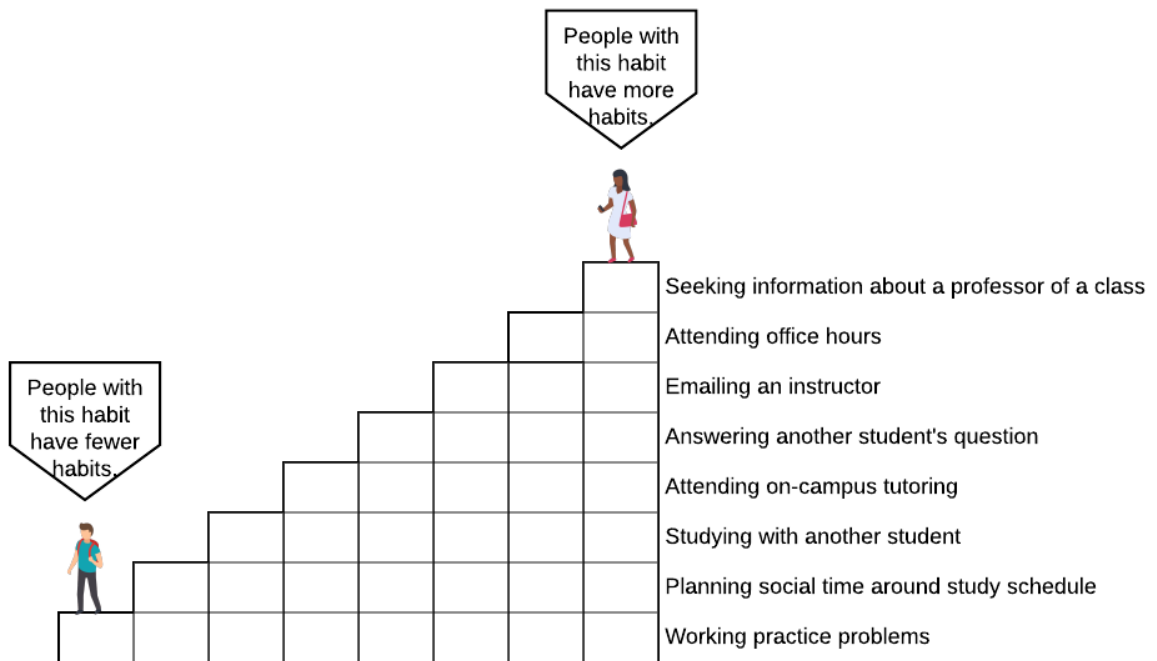 People with
this habit
have more
habits.
Seeking information about a professor of a class
Attending office hours
People with
this habit
have fewer
habits.
Emailing an instructor
Answering another student's question
Attending on-campus tutoring
Studying with another student
Planning social time around study schedule
Working practice problems